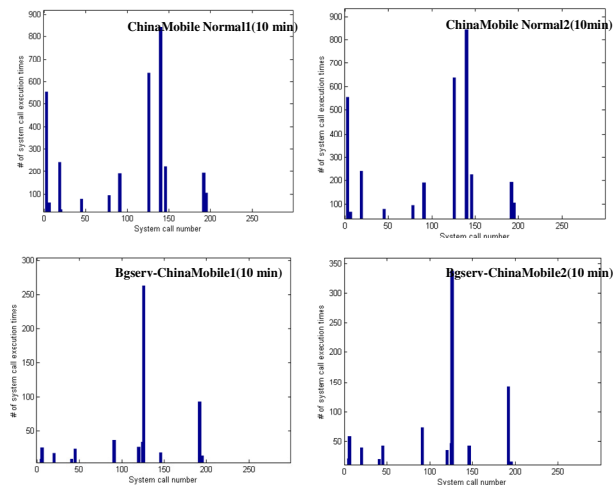 ChinaMobile Normal1(10 min)
900
800
700
600
500
400
300
200
100
# of system call execution times
0 50 100 150 200 250
System call number
ChinaMobile Normal2(10min)
900
800
700
600
500
400
300
200
100
# of system call execution times
0 50 100 150 200 250
System call number
Bgserv-ChinaMobile1(10 min)
300
250
200
150
100
50
# of system call execution times
0 50 100 150 200 250
System call number
Bgserv-ChinaMobile2(10 min)
350
300
250
200
150
100
50
# of system call execution times
0 50 100 150 200 250
System call number